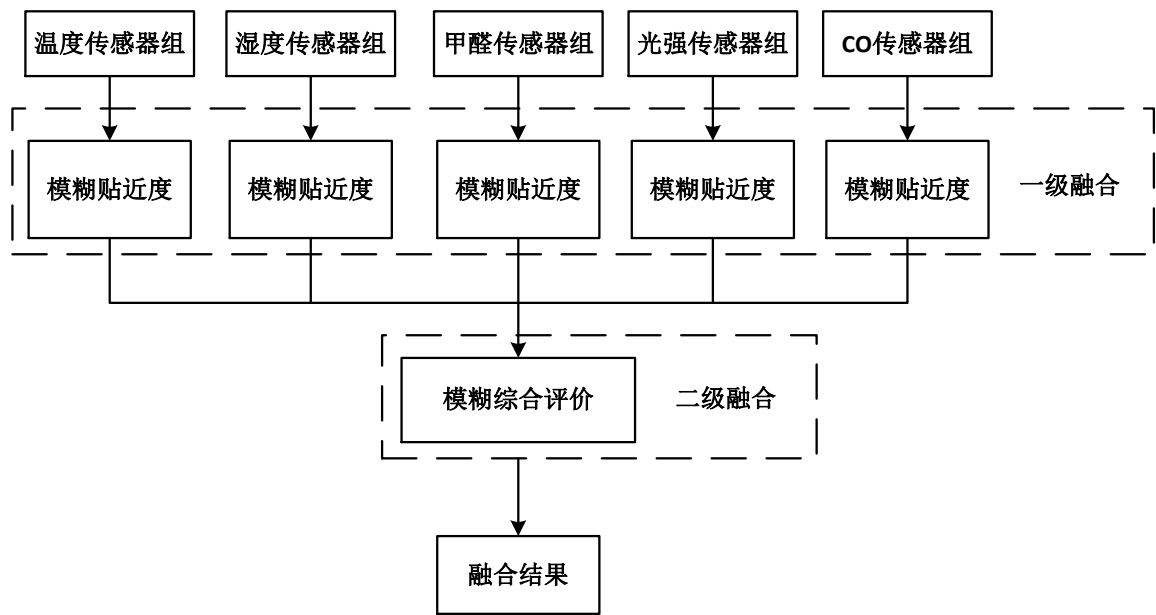 温度传感器组
湿度传感器组
甲醛传感器组
光强传感器组
CO传感器组
模糊贴近度
模糊贴近度
模糊贴近度
模糊贴近度
模糊贴近度
一级融合
模糊综合评价
二级融合
融合结果